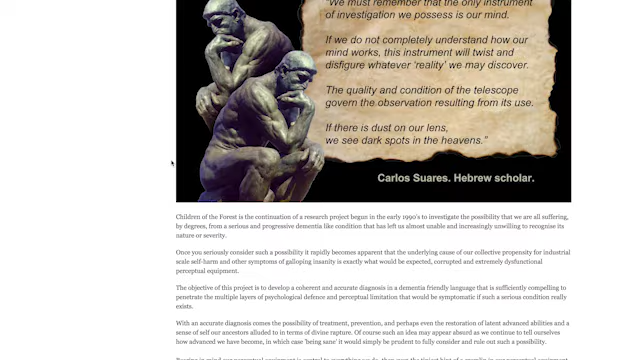 "We must remember that the only instrument
of investigation we possess is our mind.
If we do not completely understand how our
mind works, this instrument will twist and
disfigure whatever 'reality' we may discover.
The quality and condition of the telescope
govern the observation resulting from its use.
If there is dust on our lens,
we see dark spots in the heavens."
Carlos Suares. Hebrew scholar.
Children of the Forest is the continuation of a research project begun in the early 1990's to investigate the possibility that we are all suffering,
by degrees, from a serious and progressive dementia like condition that has left us almost unable and increasingly unwilling to recognise its
nature or severity.
Once you seriously consider such a possibility it rapidly becomes apparent that the underlying cause of our collective propensity for industrial
scale self-harm and other symptoms of galloping insanity is exactly what would be expected, corrupted and extremely dysfunctional
perceptual equipment.
The objective of this project is to develop a coherent and accurate diagnosis in a dementia friendly language that is sufficiently compelling to
penetrate the multiple layers of psychological defence and perceptual limitation that would be symptomatic if such a serious condition really
exists.
With an accurate diagnosis comes the possibility of treatment, prevention, and perhaps even the restoration of latent advanced abilities and a
sense of self our ancestors alluded to in terms of divine rapture. Of course such an idea may appear absurd as we continue to tell ourselves
how advanced we have become, in which case 'being sane' it would simply be prudent to fully consider and rule out such a possibility.